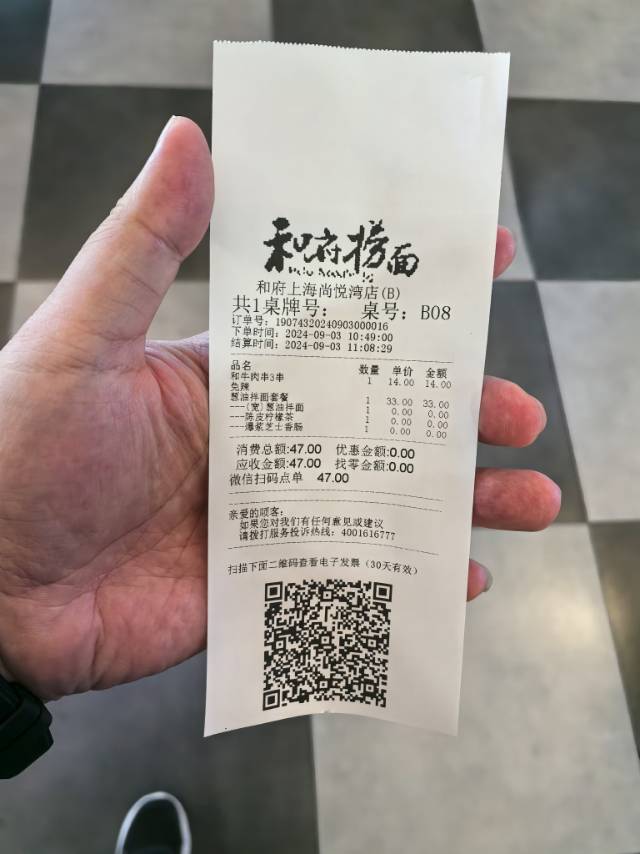 和府捞面
和府上海尚悦湾店(B)
共1桌牌号： 桌号：B08
订单号：1907432024090300​0016
下单时间：2024-09-03 10:49:00
结算时间：2024-09-03 11:08:29
品名 数量 单价 金额
和牛肉串3串 1 14.00 14.00
免辣
葱油拌面套餐 1 33.00 33.00
---(宽)葱油拌面 1 0.00 0.00
---陈皮柠檬茶 1 0.00 0.00
---爆浆芝士香肠 1 0.00 0.00
消费总额:47.00 优惠金额:0.00
应收金额:47.00 找零金额:0.00
微信扫码点单 47.00
亲爱的顾客：
如果您对我们有任何意见或建议
请拨打服务投诉热线：4001616777
扫描下面二维码查看电子发票（30天有效）